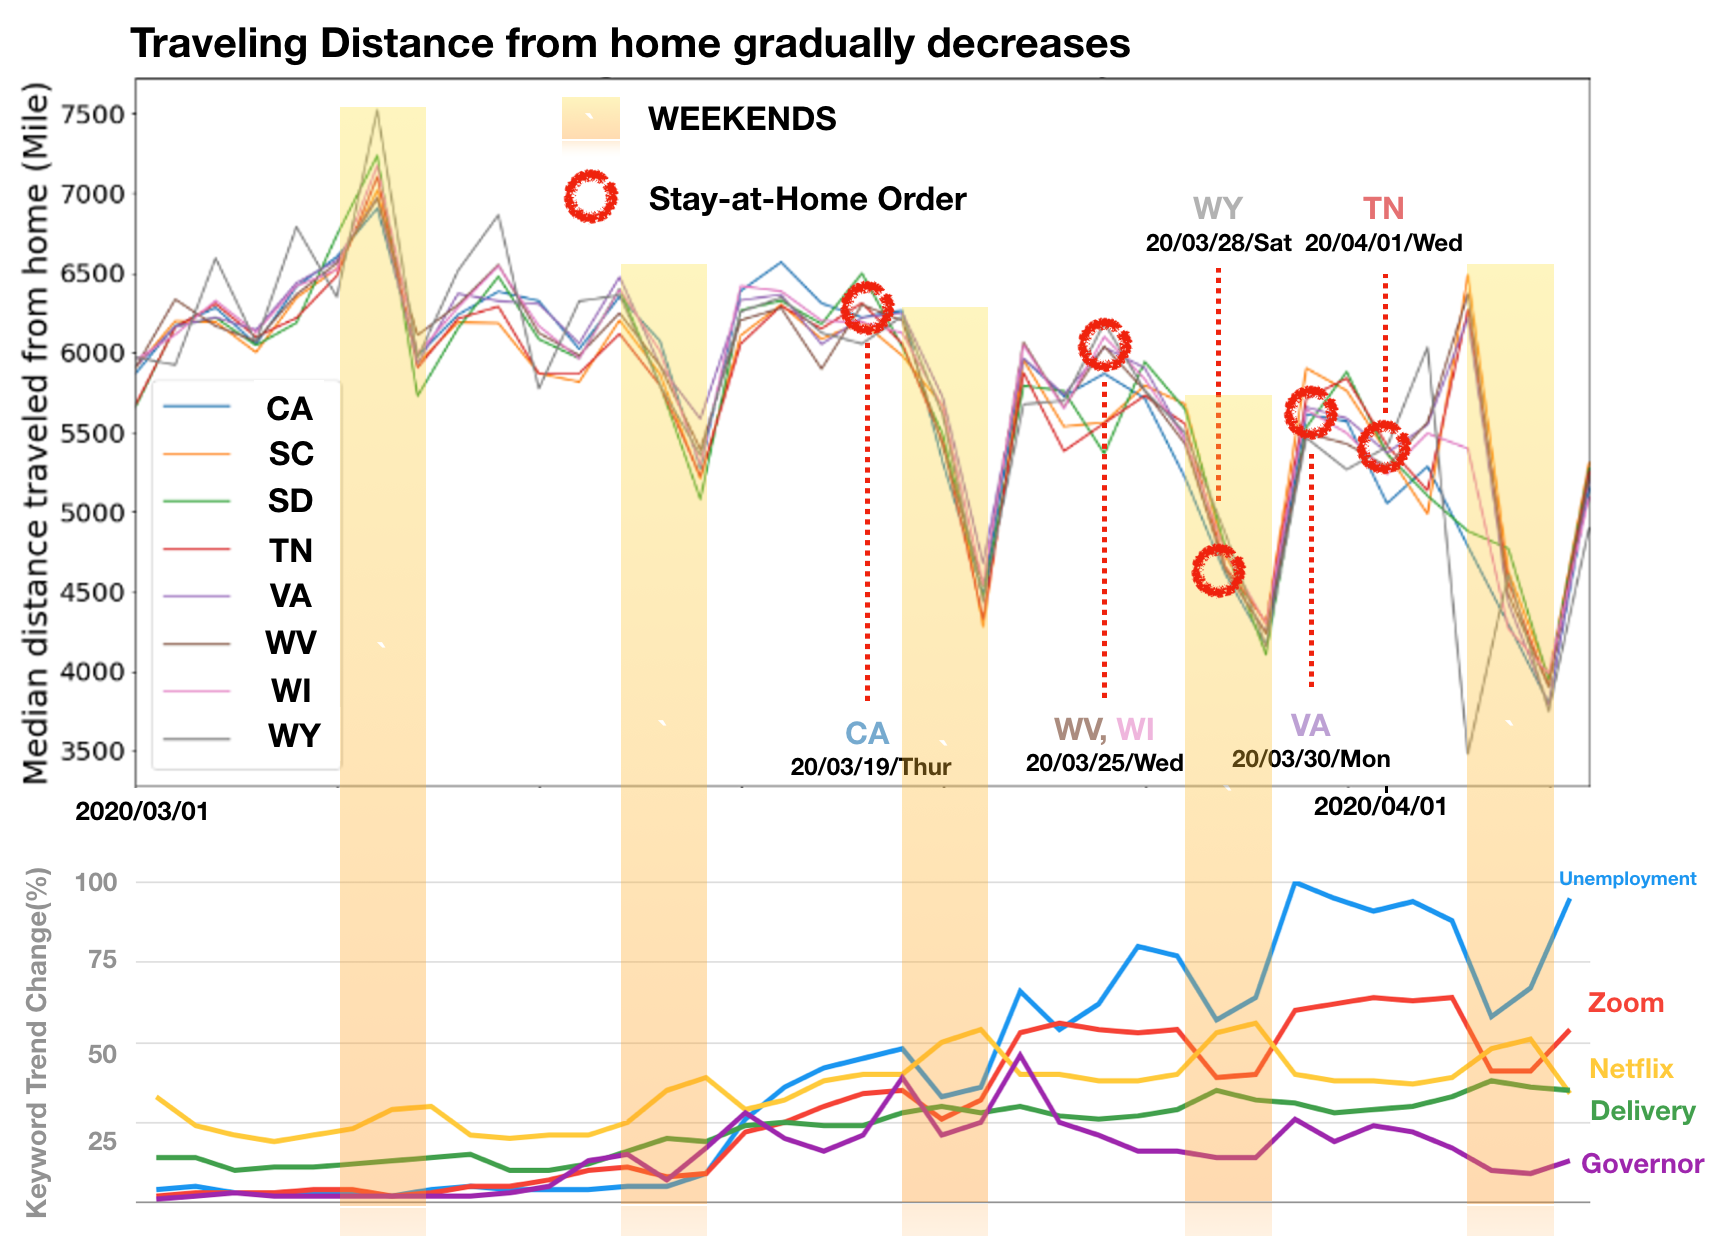 Traveling Distance from home gradually decreases
Median distance traveled from home (Mile)
7500
7000
6500
6000
5500
5000
4500
4000
3500
WEEKENDS
Stay-at-Home Order
WY
20/03/28/Sat
TN
20/04/01/Wed
CA
SC
SD
TN
VA
WV
WI
WY
CA
20/03/19/Thur
WV, WI
20/03/25/Wed
VA
20/03/30/Mon
2020/03/01
2020/04/01
Keyword Trend Change(%)
100
75
50
25
Unemployment
Zoom
Netflix
Delivery
Governor